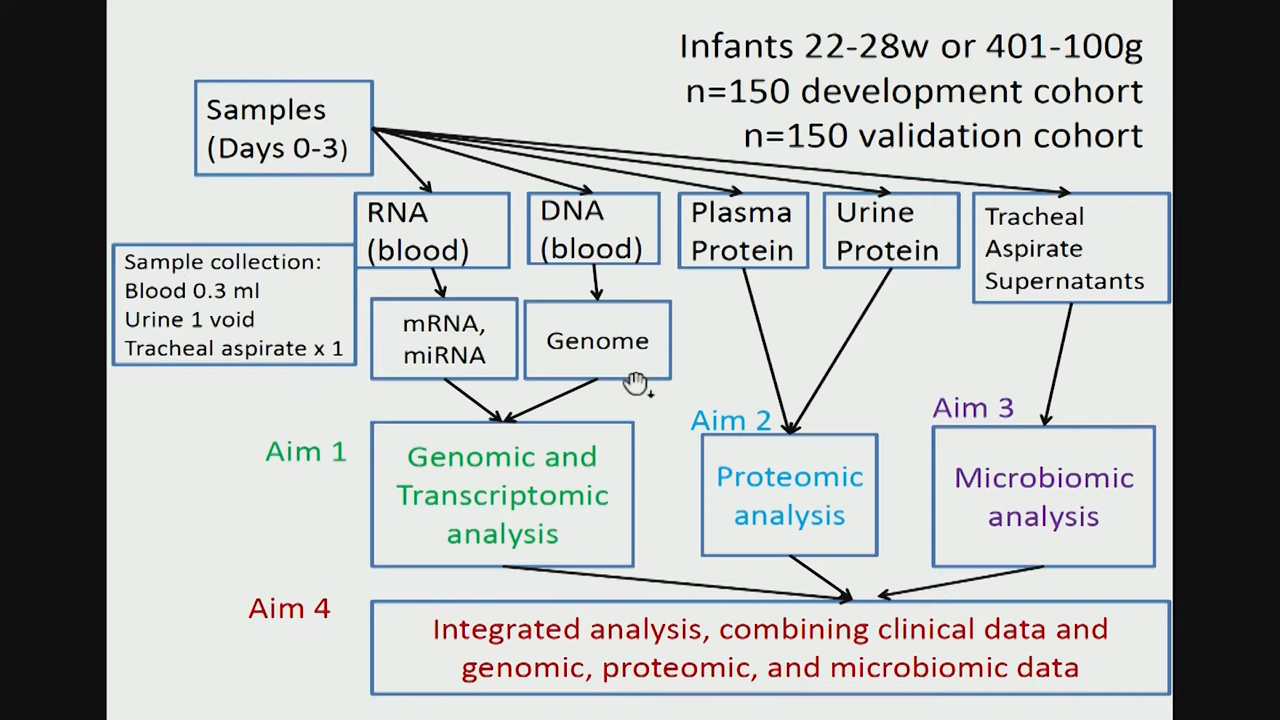 Infants 22-28w or 401-100g
n=150 development cohort
n=150 validation cohort
Samples
(Days 0-3)
RNA
(blood)
DNA
(blood)
Plasma
Protein
Urine
Protein
Tracheal
Aspirate
Supernatants
Sample collection:
Blood 0.3 ml
Urine 1 void
Tracheal aspirate x 1
mRNA,
miRNA
Genome
Aim 1
Genomic and
Transcriptomic
analysis
Aim 2
Proteomic
analysis
Aim 3
Microbiomic
analysis
Aim 4
Integrated analysis, combining clinical data and
genomic, proteomic, and microbiomic data